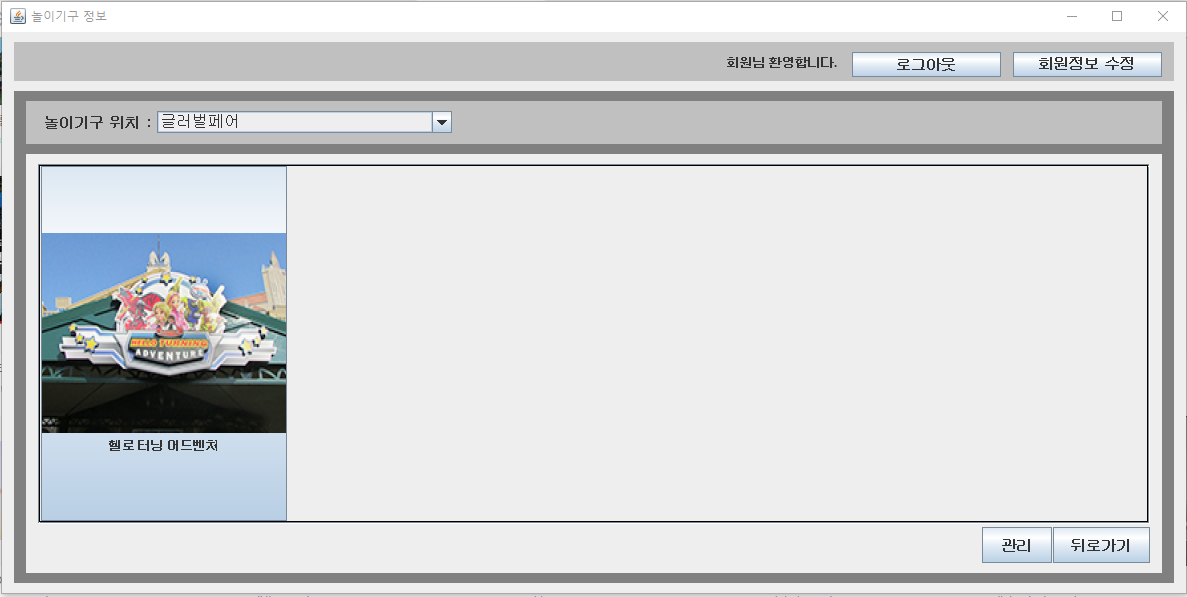 놀이기구 정보
회원님 환영합니다. 로그아웃 회원정보 수정
놀이기구 위치 : 글러벌페어
HELLO TURNING
ADVENTURE
헬로 터닝 어드벤처
관리 뒤로가기